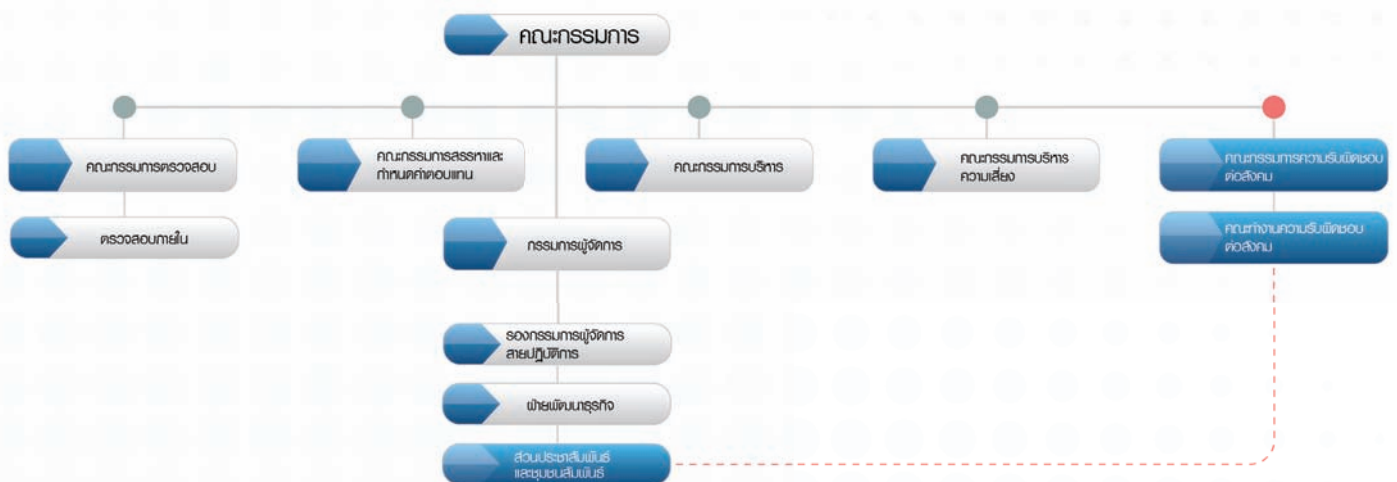 คณะกรรมการ
คณะกรรมการตรวจสอบ
คณะกรรมการสรรหาและ
กำหนดค่าตอบแทน
คณะกรรมการบริหาร
คณะกรรมการบริหาร
ความเสี่ยง
คณะกรรมการความรับผิดชอบ
ต่อสังคม
ตรวจสอบภายใน
กรรมการผู้จัดการ
คณะทำงานความรับผิดชอบ
ต่อสังคม
รองกรรมการผู้จัดการ
สายปฏิบัติการ
ฝ่ายพัฒนาธุรกิจ
ส่วนประชาสัมพันธ์
และชุมชนสัมพันธ์